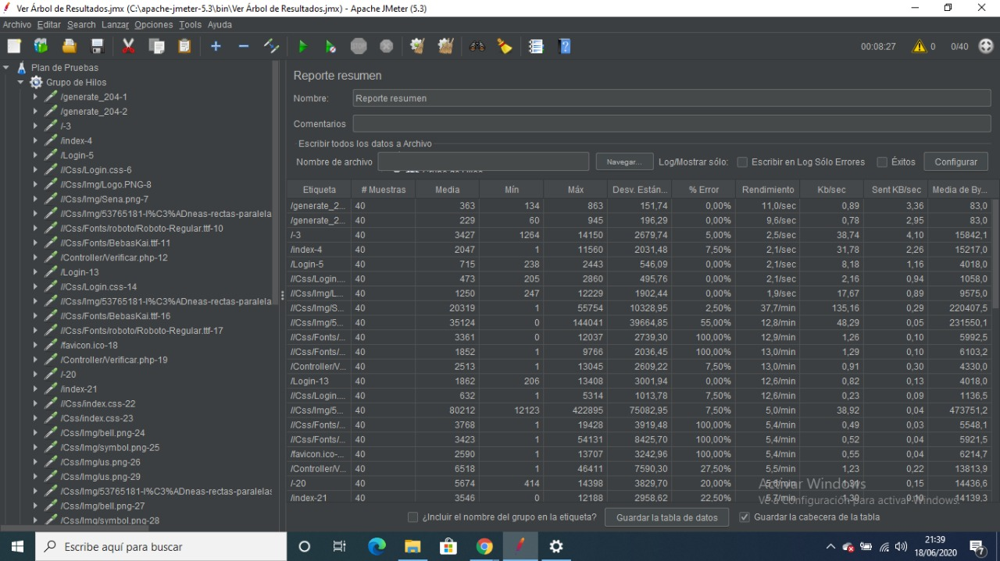 Ver Árbol de Resultados.jmx (C:\apache-jmeter-5.3\bin\Ver Árbol de Resultados.jmx) - Apache JMeter (5.3)
Archivo Editar Search Lanzar Opciones Tools Ayuda
00:08:27 0 0/40
Plan de Pruebas
Grupo de Hilos
/generate_204-1
/generate_204-2
/-3
/index-4
/Login-5
//Css/Login.css-6
//Css/Img/Logo.PNG-8
//Css/Img/Sena.png-7
//Css/Img/53765181-l%C3%ADneas-rectas-paralela
//Css/Fonts/roboto/Roboto-Regular.ttf-10
//Css/Fonts/BebasKai.ttf-11
/Controller/Verificar.php-12
/Login-13
//Css/Login.css-14
//Css/Img/53765181-l%C3%ADneas-rectas-paralela
//Css/Fonts/BebasKai.ttf-16
//Css/Fonts/roboto/Roboto-Regular.ttf-17
/favicon.ico-18
/Controller/Verificar.php-19
/-20
/index-21
//Css/index.css-22
/Css/index.css-23
/Css/Img/bell.png-24
/Css/Img/symbol.png-25
/Css/Img/us.png-26
/Css/Img/us.png-29
/Css/Img/53765181-l%C3%ADneas-rectas-paralelas
/Css/Img/bell.png-27
/Css/Img/symbol.png-28
Reporte resumen
Nombre: Reporte resumen
Comentarios
Escribir todos los datos a Archivo
Nombre de archivo Navegar... Log/Mostrar sólo: Escribir en Log Sólo Errores Éxitos Configurar
Etiqueta # Muestras Media Mín Máx Desv. Están... % Error Rendimiento Kb/sec Sent KB/sec Media de By...
/generate_2... 40 363 134 863 151,74 0,00% 11,0/sec 0,89 3,36 83,0
/generate_2... 40 229 60 945 196,29 0,00% 9,6/sec 0,78 2,95 83,0
/-3 40 3427 1264 14150 2679,74 5,00% 2,5/sec 38,74 4,10 15842,1
/index-4 40 2047 1 11560 2031,48 7,50% 2,1/sec 31,78 2,26 15217,0
/Login-5 40 715 238 2443 546,09 0,00% 2,1/sec 8,18 1,16 4018,0
//Css/Login.... 40 473 205 2860 495,76 0,00% 2,1/sec 2,16 0,94 1058,0
//Css/Img/L... 40 1250 247 12229 1902,44 0,00% 1,9/sec 17,67 0,89 9575,0
//Css/Img/S... 40 20319 1 55754 10328,95 2,50% 37,7/min 135,16 0,29 220407,5
//Css/Img/5... 40 35124 0 144041 39664,85 55,00% 12,8/min 48,29 0,05 231550,1
//Css/Fonts/... 40 3361 0 12037 2739,30 100,00% 12,9/min 1,26 0,10 5992,5
//Css/Fonts/... 40 1852 1 9766 2036,45 100,00% 13,0/min 1,29 0,10 6103,2
/Controller/V... 40 2513 1 13045 2609,22 7,50% 13,0/min 0,91 0,30 4330,0
/Login-13 40 1862 206 13408 3001,94 0,00% 12,6/min 0,82 0,13 4018,0
//Css/Login.... 40 632 1 5314 1013,78 7,50% 12,6/min 0,23 0,09 1136,5
//Css/Img/5... 40 80212 12123 422895 75082,95 7,50% 5,0/min 38,92 0,04 473751,2
//Css/Fonts/... 40 3768 1 19428 3919,48 100,00% 5,4/min 0,49 0,03 5548,1
//Css/Fonts/... 40 3423 1 54131 8425,70 100,00% 5,4/min 0,52 0,04 5921,5
/favicon.ico-... 40 2590 1 13707 3242,96 100,00% 5,4/min 0,55 0,04 6214,7
/Controller/V... 40 6518 1 46411 7590,30 27,50% 5,5/min 1,23 0,22 13813,9
/-20 40 5674 414 14398 3829,70 20,00% 5,6/min 1,31 0,15 14436,6
/index-21 40 3546 0 12188 2958,62 22,50% 5,7/min 1,30 0,10 14139,3
Activar Windows
Ve a Configuración para activar Windows.
¿Incluir el nombre del grupo en la etiqueta? Guardar la tabla de datos Guardar la cabecera de la tabla
Escribe aquí para buscar
21:39
18/06/2020
7